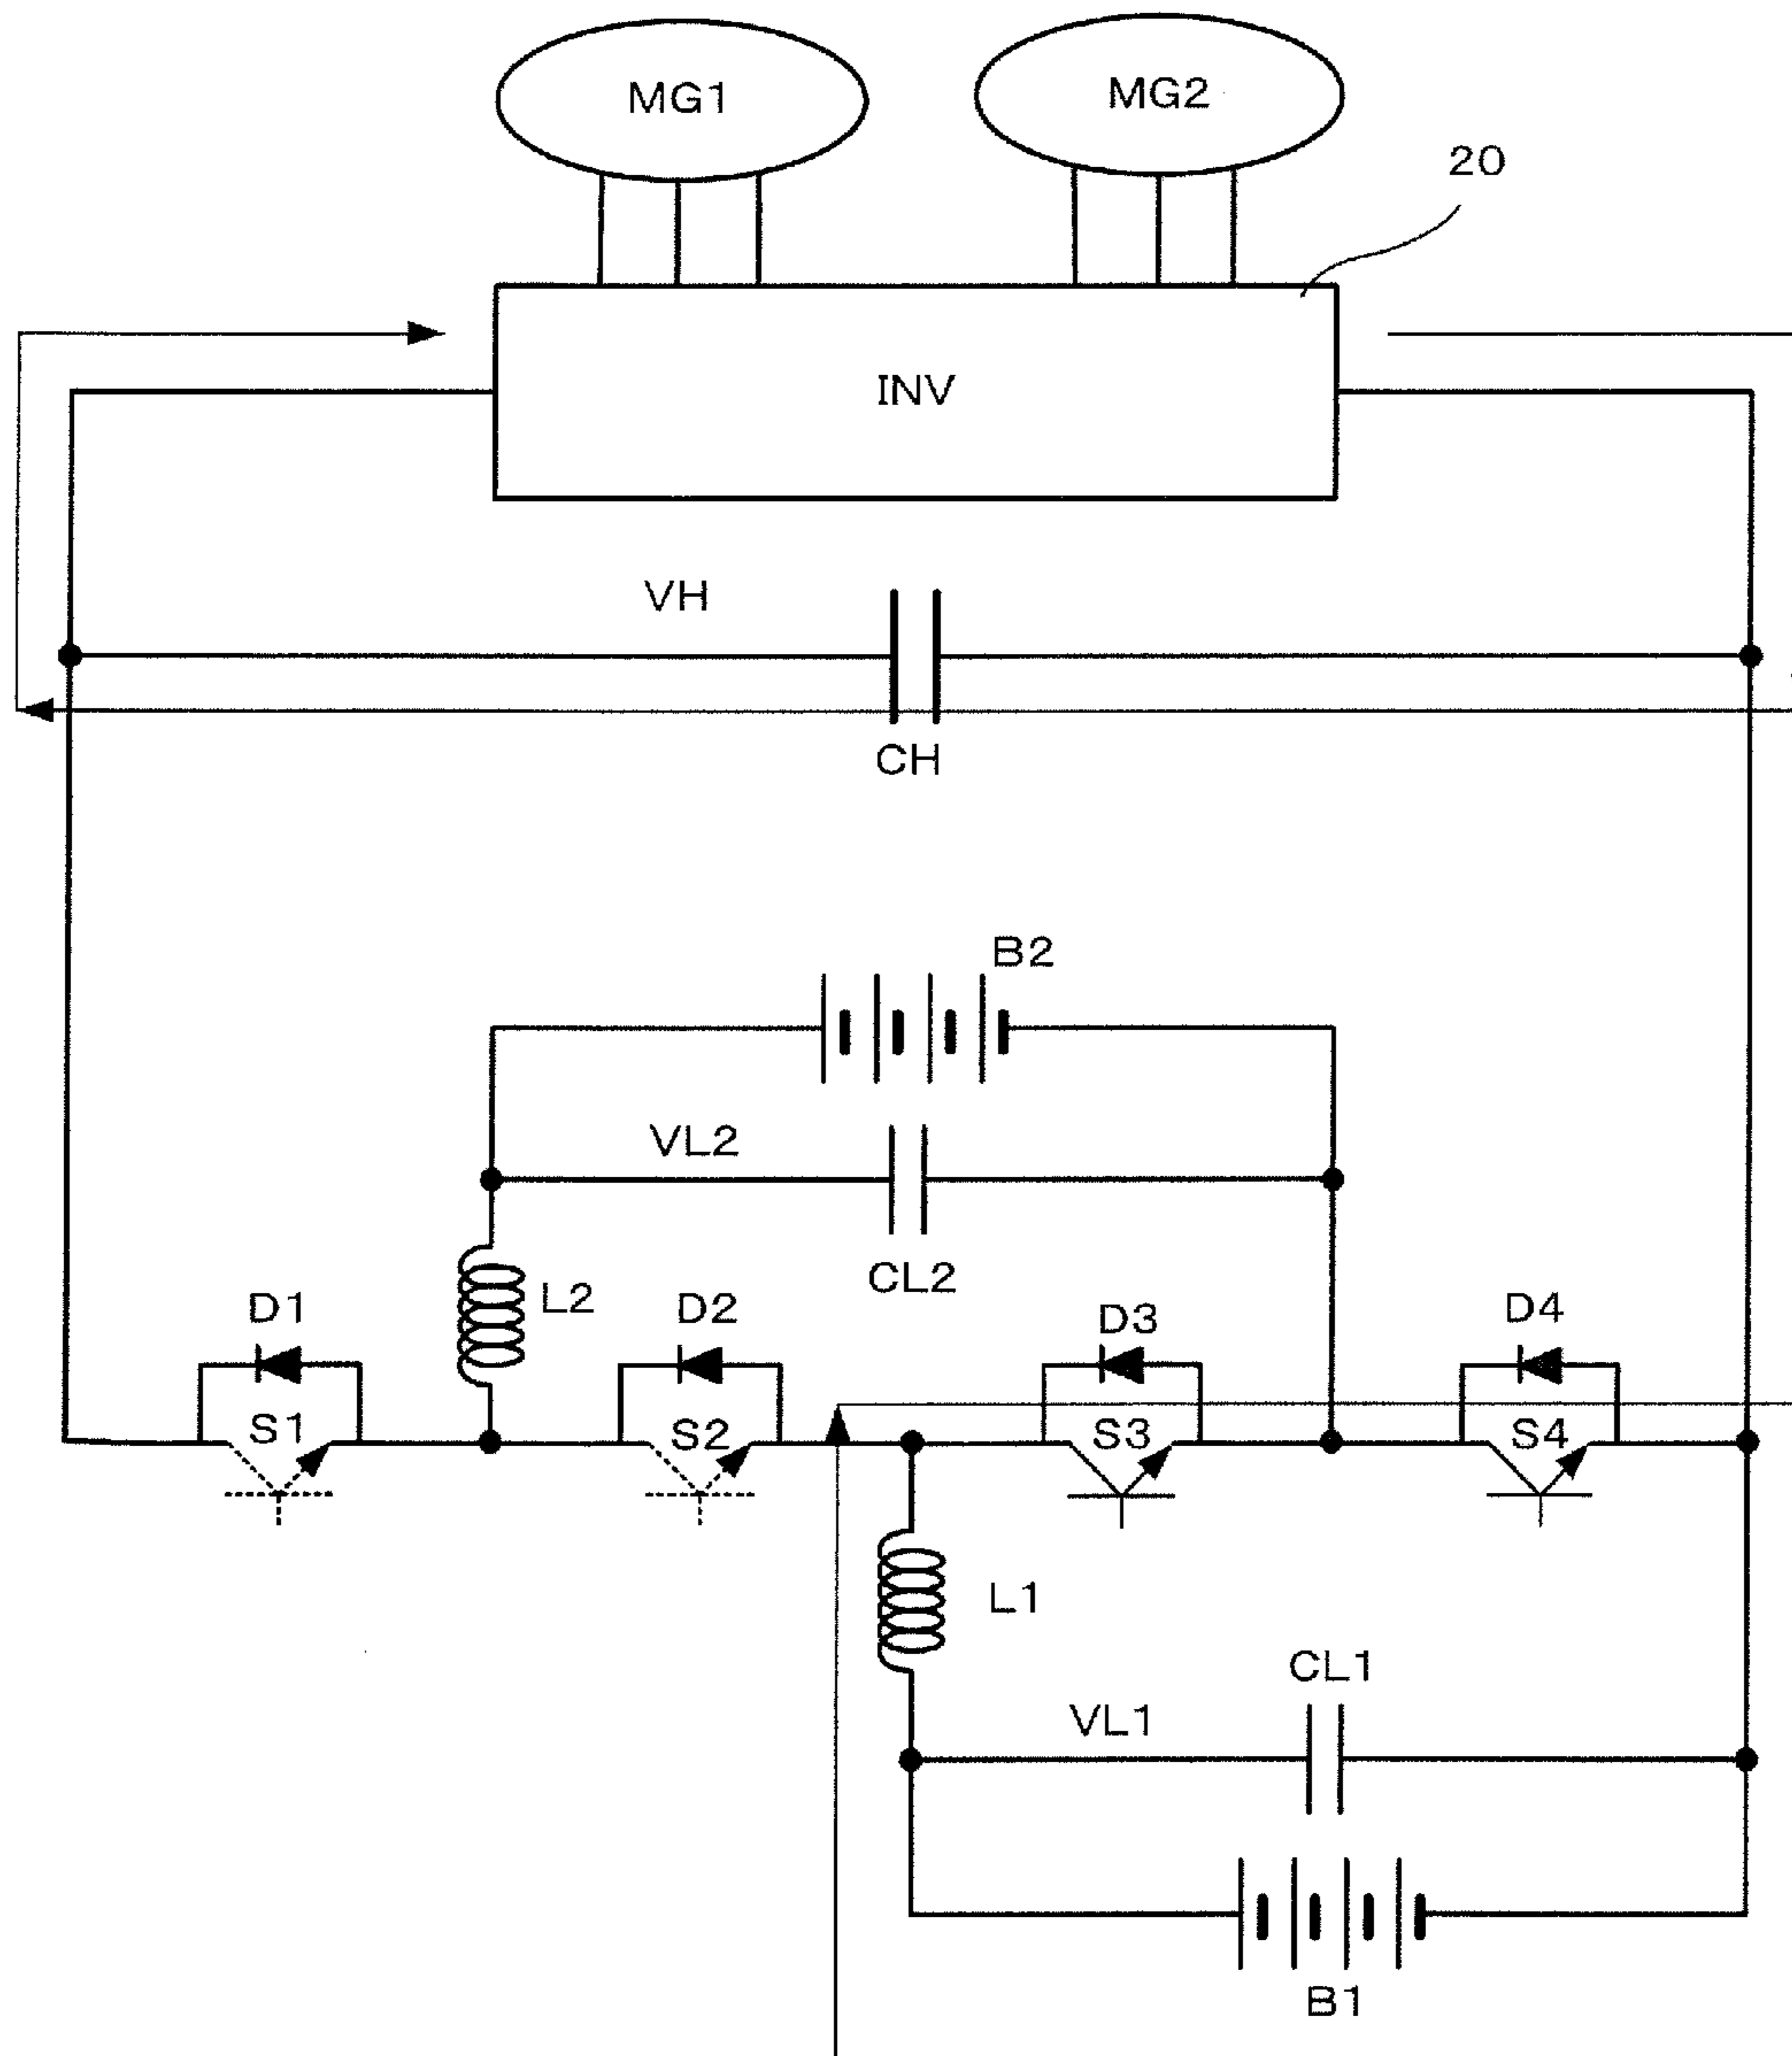 MG1
MG2
20
INV
VH
CH
B2
VL2
CL2
L2
D1
D2
D3
D4
S1
S2
S3
S4
L1
CL1
VL1
B1